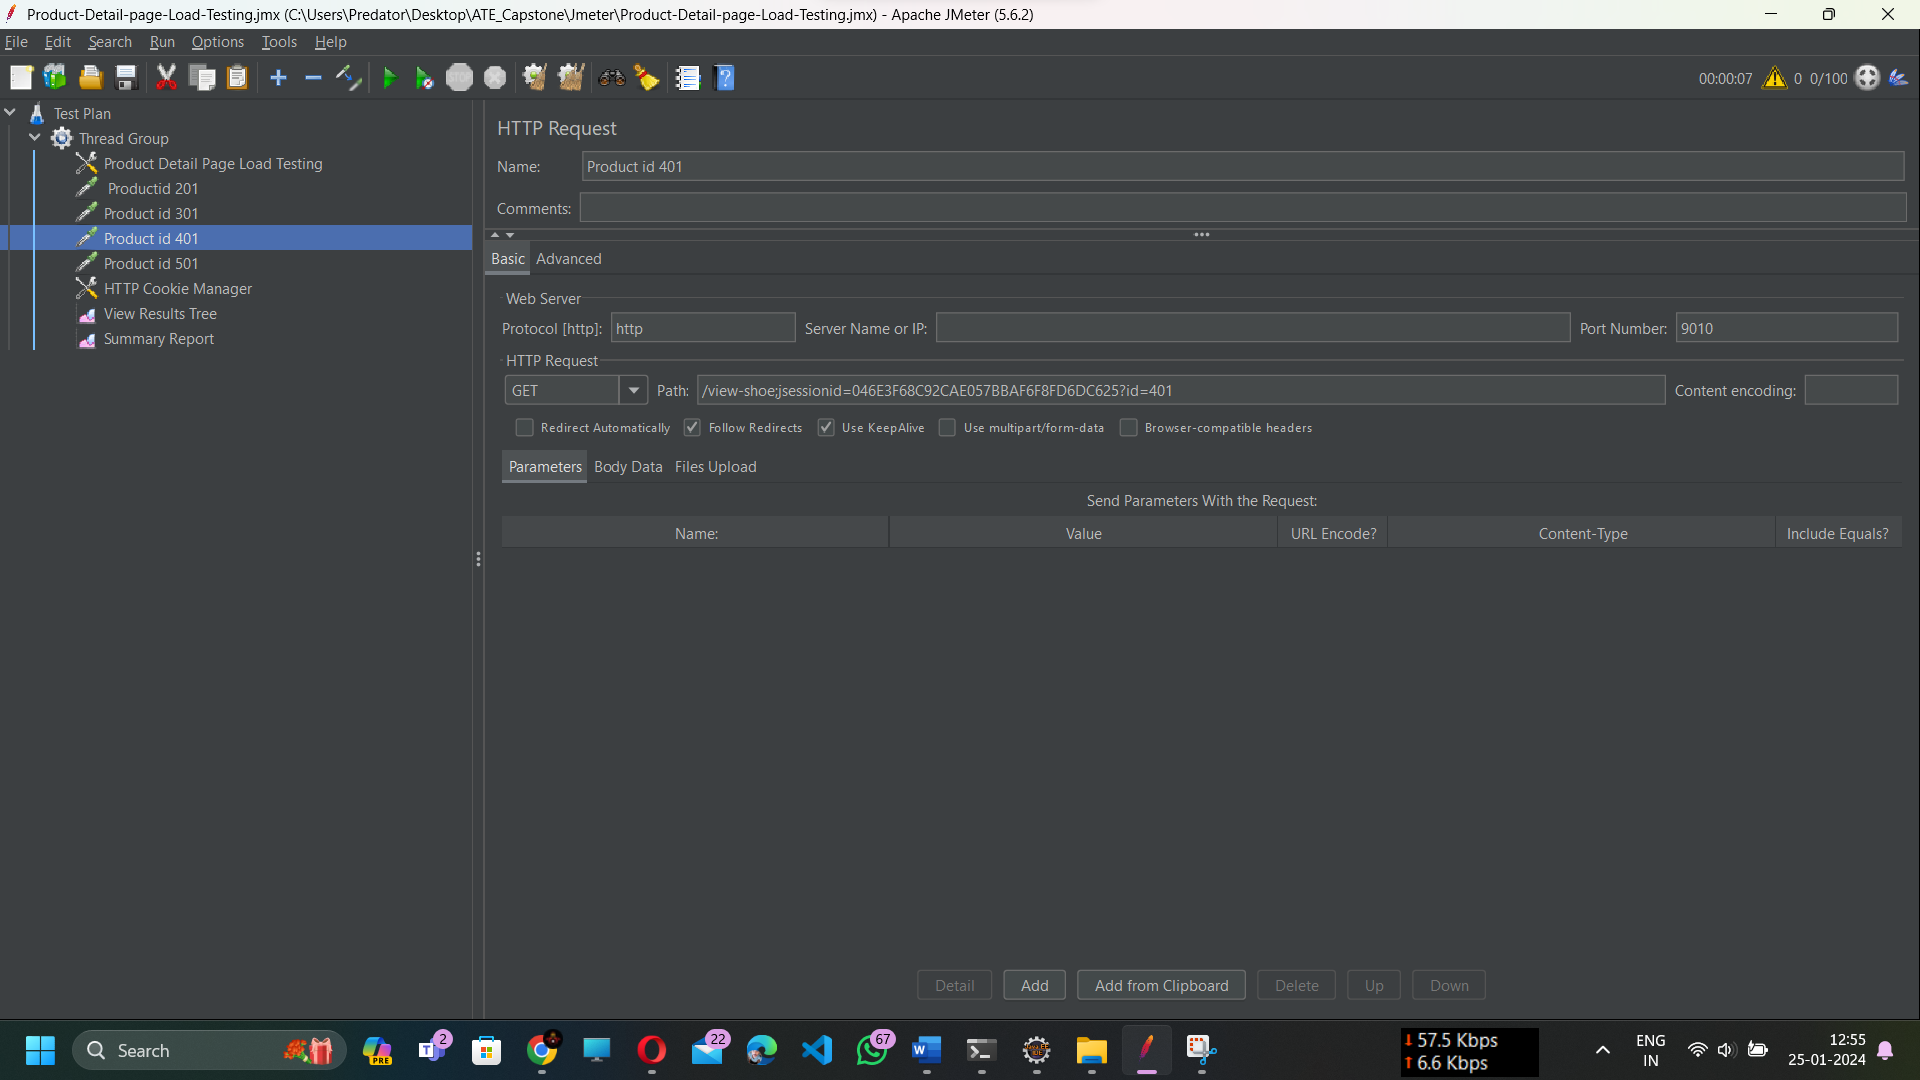 Product-Detail-page-Load-Testing.jmx (C:\Users\Predator\Desktop\ATE_Capstone\Jmeter\Product-Detail-page-Load-Testing.jmx) - Apache JMeter (5.6.2)
File Edit Search Run Options Tools Help
STOP
00:00:07 0 0/100
Test Plan
Thread Group
Product Detail Page Load Testing
Productid 201
Product id 301
Product id 401
Product id 501
HTTP Cookie Manager
View Results Tree
Summary Report
HTTP Request
Name: Product id 401
Comments:
Basic Advanced
Web Server
Protocol [http]: http Server Name or IP: Port Number: 9010
HTTP Request
GET Path: /view-shoe;jsessionid=046E3F68C92CAE057BBAF6F8FD6DC625?id=401 Content encoding:
Redirect Automatically Follow Redirects Use KeepAlive Use multipart/form-data Browser-compatible headers
Parameters Body Data Files Upload
Send Parameters With the Request:
Name: Value URL Encode? Content-Type Include Equals?
Detail Add Add from Clipboard Delete Up Down
Search PRE 2 22 67
↓ 57.5 Kbps
↑ 6.6 Kbps
ENG
IN
12:55
25-01-2024